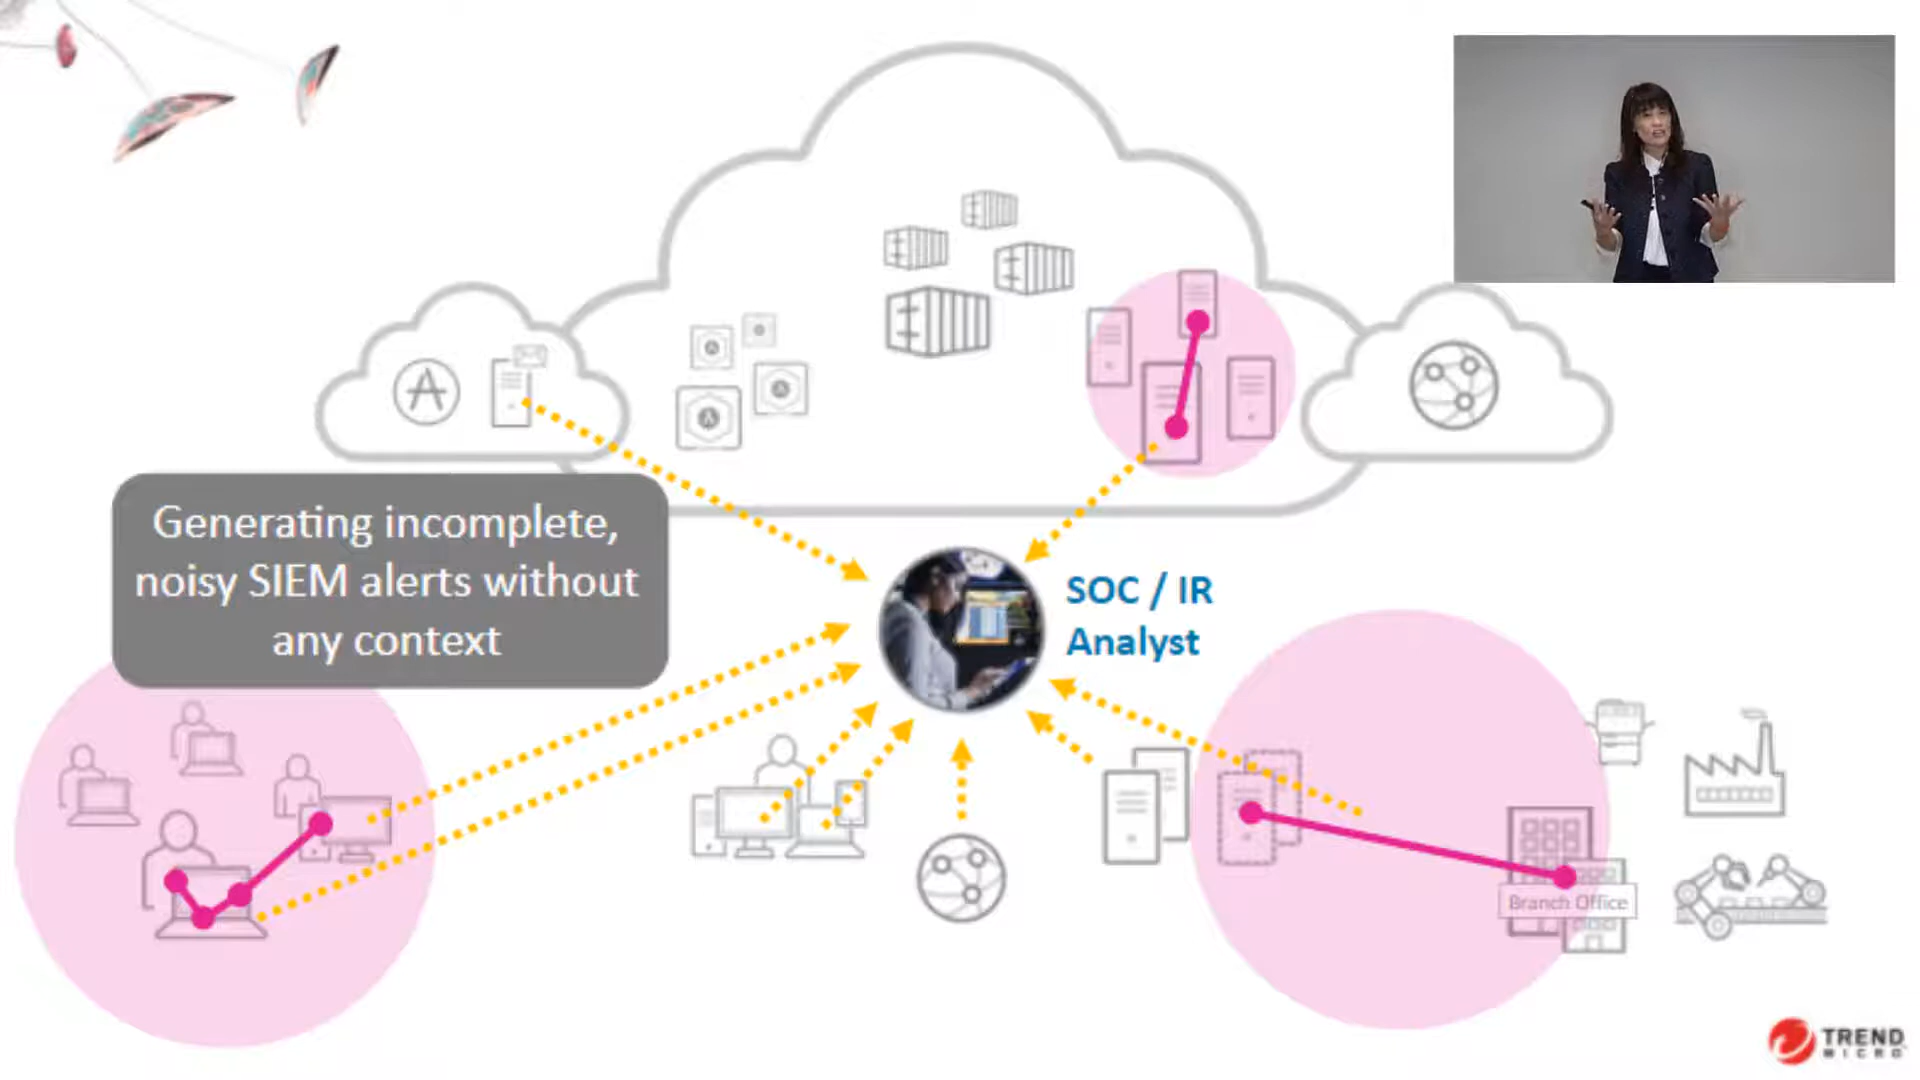 Generating incomplete,
noisy SIEM alerts without
any context
SOC / IR
Analyst
Branch Office
TREND
MICRO